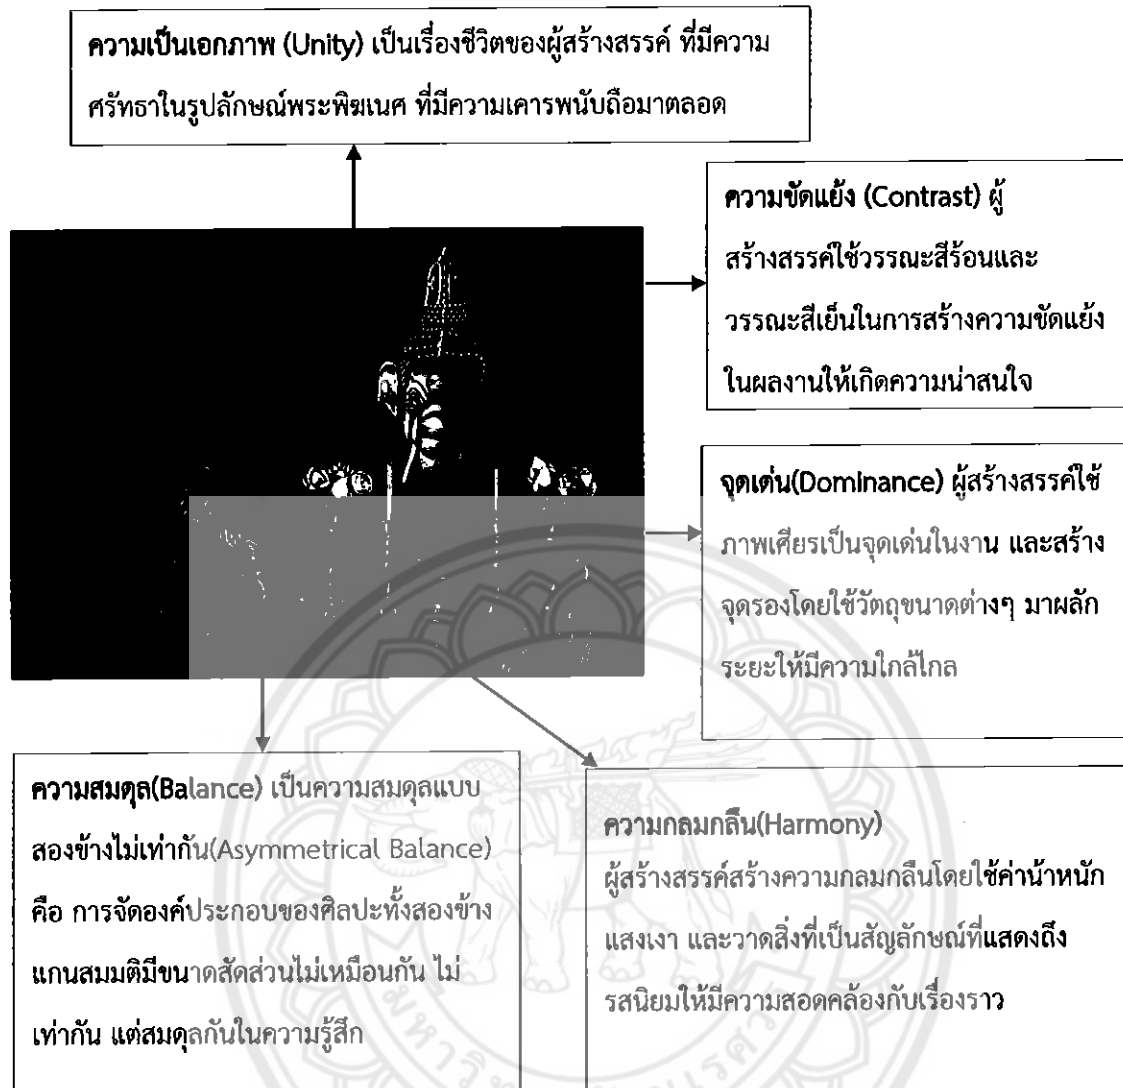 ความเป็นเอกภาพ (Unity) เป็นเรื่องชีวิตของผู้สร้างสรรค์ ที่มีความ
ศรัทธาในรูปลักษณ์พระพิฆเนศ ที่มีความเคารพนับถือมาตลอด
ความขัดแย้ง (Contrast) ผู้
สร้างสรรค์ใช้วรรณะสีร้อนและ
วรรณะสีเย็นในการสร้างความขัดแย้ง
ในผลงานให้เกิดความน่าสนใจ
จุดเด่น(Dominance) ผู้สร้างสรรค์ใช้
ภาพเศียรเป็นจุดเด่นในงาน และสร้าง
จุดรองโดยใช้วัตถุขนาดต่างๆ มาผลัก
ระยะให้มีความใกล้ไกล
ความสมดุล(Balance) เป็นความสมดุลแบบ
สองข้างไม่เท่ากัน(Asymmetrical Balance)
คือ การจัดองค์ประกอบของศิลปะทั้งสองข้าง
แกนสมมติมีขนาดสัดส่วนไม่เหมือนกัน ไม่
เท่ากัน แต่สมดุลกันในความรู้สึก
ความกลมกลืน(Harmony)
ผู้สร้างสรรค์สร้างความกลมกลืนโดยใช้ค่าน้ำหนัก
แสงเงา และวาดสิ่งที่เป็นสัญลักษณ์ที่แสดงถึง
รสนิยมให้มีความสอดคล้องกับเรื่องราว